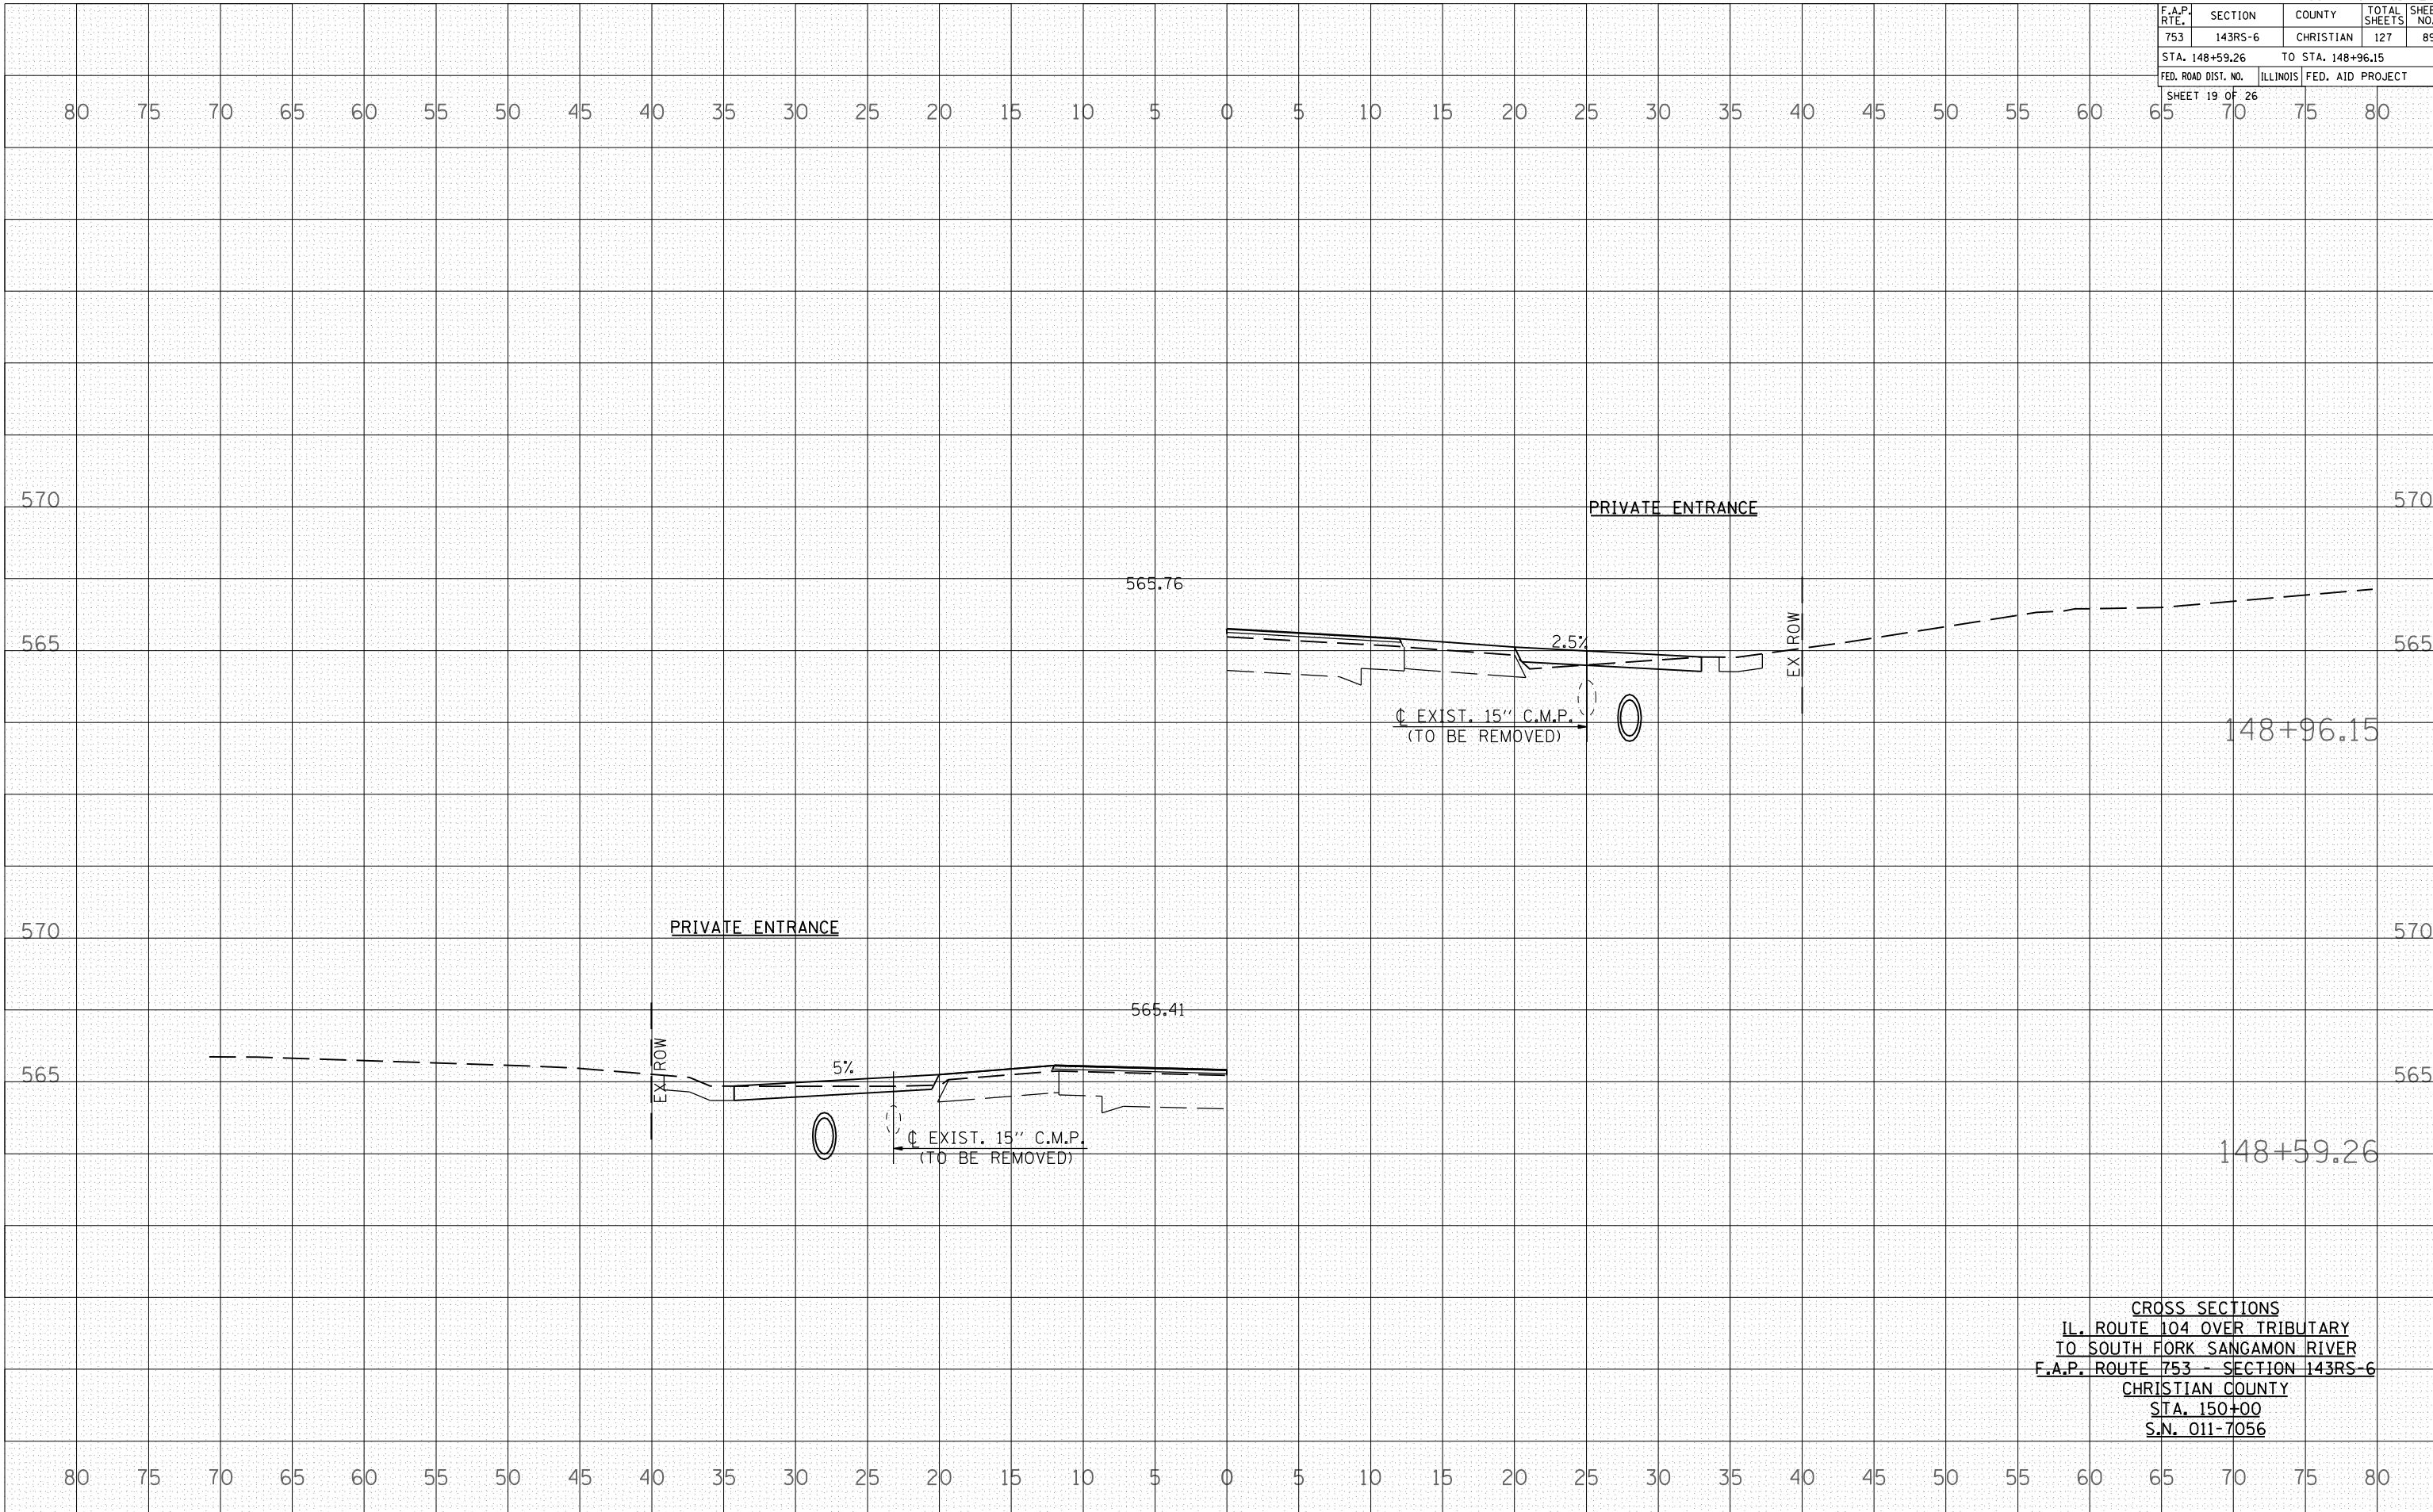 F.A.P. RTE. SECTION COUNTY TOTAL SHEETS
753 143RS-6 CHRISTIAN 127
STA. 148+59.26 TO STA. 148+96.15
FED. ROAD DIST. NO. ILLINOIS FED. AID PROJECT
SHEET 19 OF 26
80 75 70 65 60 55 50 45 40 35 30 25 20 15 10 5 0 5 10 15 20 25 30 35 40 45 50 55 60 65 70 75 80
570 PRIVATE ENTRANCE 570
565.76
565 2.5% EX ROW 565
℄ EXIST. 15'' C.M.P.
(TO BE REMOVED)
148+96.15
570 PRIVATE ENTRANCE 570
565.41
565 EX ROW 5% 565
℄ EXIST. 15'' C.M.P.
(TO BE REMOVED)
148+59.26
CROSS SECTIONS
IL. ROUTE 104 OVER TRIBUTARY
TO SOUTH FORK SANGAMON RIVER
F.A.P. ROUTE 753 - SECTION 143RS-6
CHRISTIAN COUNTY
STA. 150+00
S.N. 011-7056
80 75 70 65 60 55 50 45 40 35 30 25 20 15 10 5 0 5 10 15 20 25 30 35 40 45 50 55 60 65 70 75 80